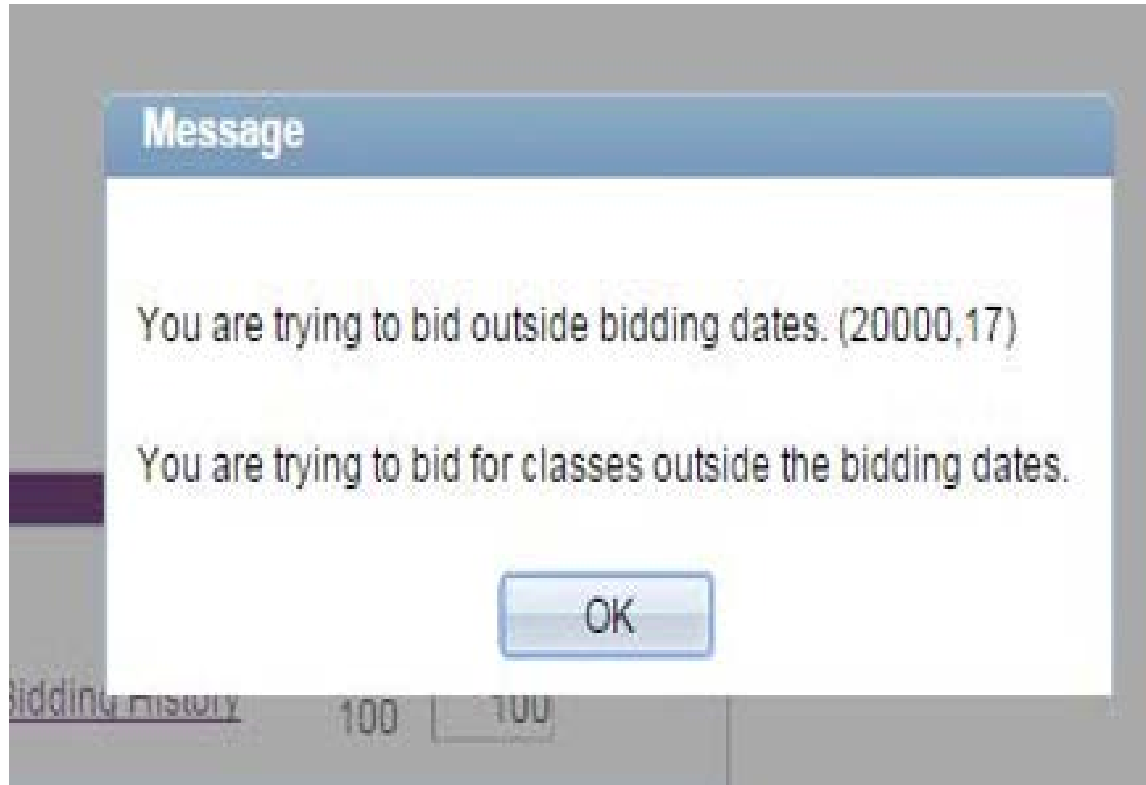 Message
You are trying to bid outside bidding dates. (20000,17)
You are trying to bid for classes outside the bidding dates.
OK
Bidding History 100 100